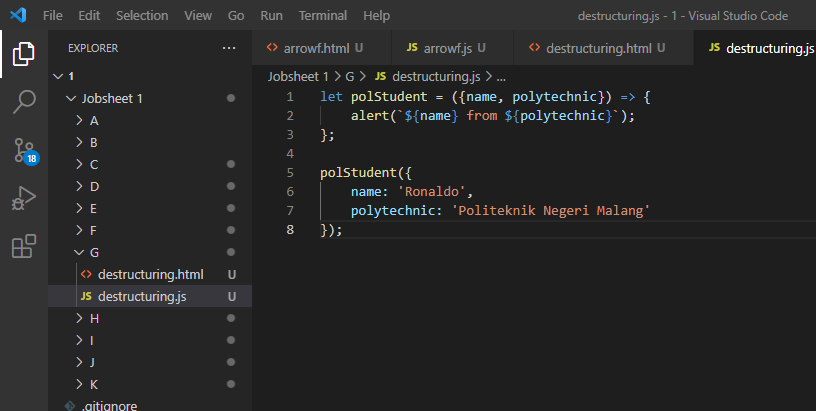 File Edit Selection View Go Run Terminal Help destructuring.js - 1 - Visual Studio Code
EXPLORER ...
1
Jobsheet 1
A
B
C
D
E
F
G
<> destructuring.html U
JS destructuring.js U
H
I
J
K
.gitignore
18
<> arrowf.html U JS arrowf.js U <> destructuring.html U JS destructuring.js
Jobsheet 1 > G > JS destructuring.js > ...
1 let polStudent = ({name, polytechnic}) => {
2 alert(`${name} from ${polytechnic}`);
3 };
4
5 polStudent({
6 name: 'Ronaldo',
7 polytechnic: 'Politeknik Negeri Malang'
8 });